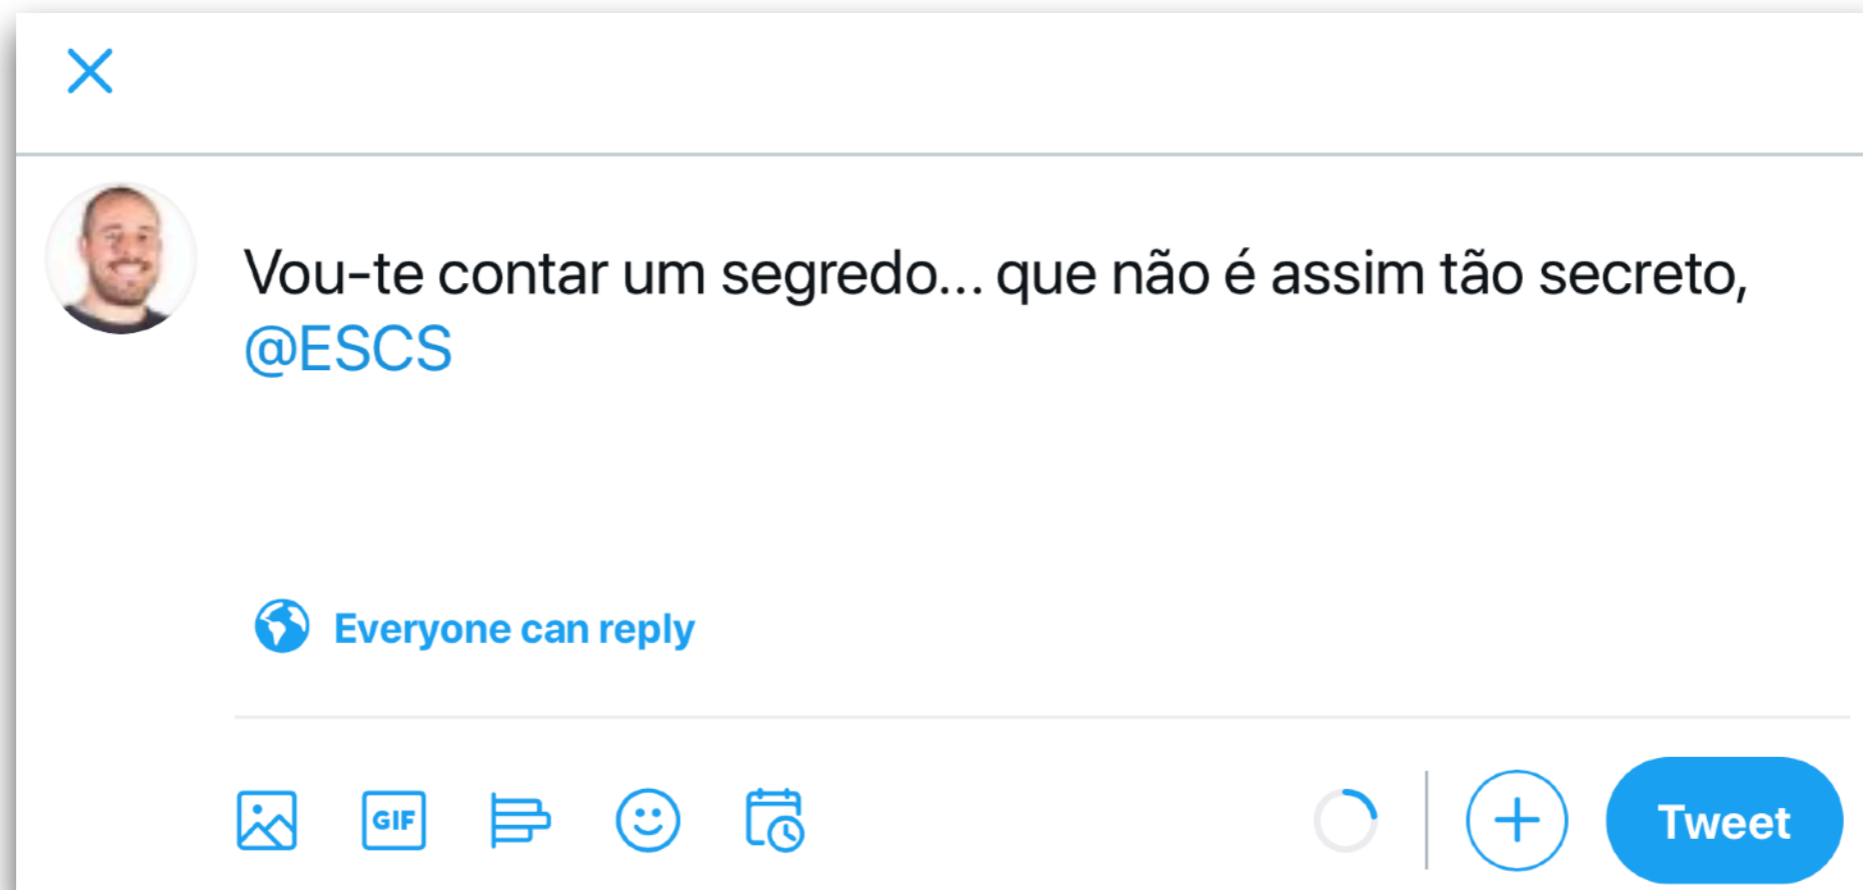 Vou-te contar um segredo... que não é assim tão secreto,
@ESCS
Everyone can reply
GIF
Tweet